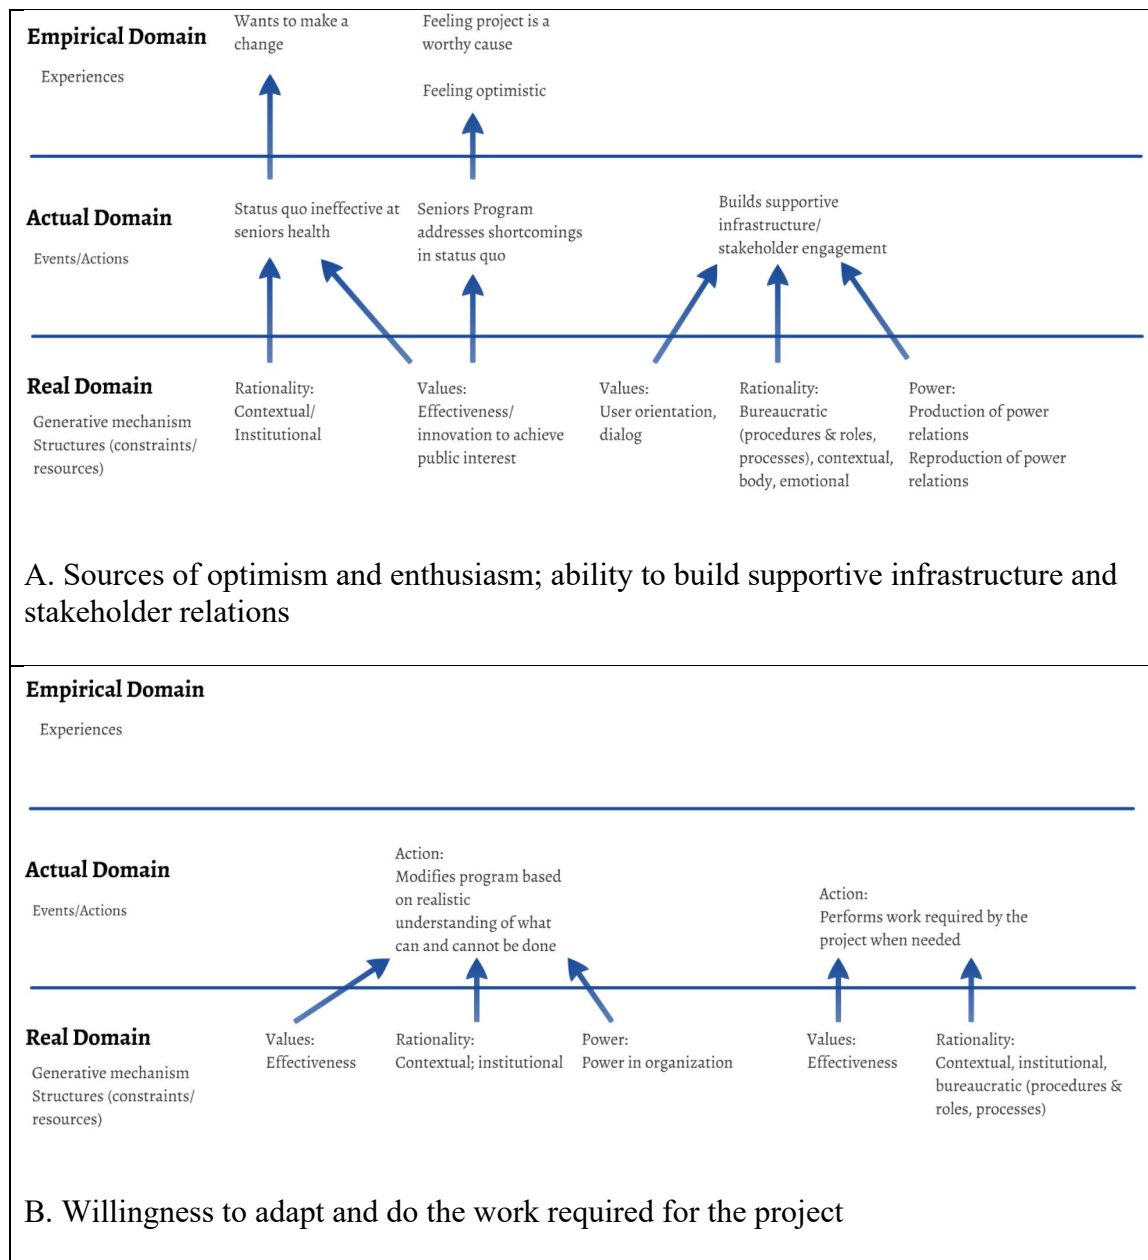 Empirical Domain
Experiences
Wants to make a
change
Feeling project is a
worthy cause
Feeling optimistic
Actual Domain
Events/Actions
Status quo ineffective at
seniors health
Seniors Program
addresses shortcomings
in status quo
Builds supportive
infrastructure/
stakeholder engagement
Real Domain
Generative mechanism
Structures (constraints/
resources)
Rationality:
Contextual/
Institutional
Values:
Effectiveness/
innovation to achieve
public interest
Values:
User orientation,
dialog
Rationality:
Bureaucratic
(procedures & roles,
processes), contextual,
body, emotional
Power:
Production of power
relations
Reproduction of power
relations
A. Sources of optimism and enthusiasm; ability to build supportive infrastructure and
stakeholder relations
Empirical Domain
Experiences
Actual Domain
Events/Actions
Action:
Modifies program based
on realistic
understanding of what
can and cannot be done
Action:
Performs work required by the
project when needed
Real Domain
Generative mechanism
Structures (constraints/
resources)
Values:
Effectiveness
Rationality:
Contextual; institutional
Power:
Power in organization
Values:
Effectiveness
Rationality:
Contextual, institutional,
bureaucratic (procedures &
roles, processes)
B. Willingness to adapt and do the work required for the project